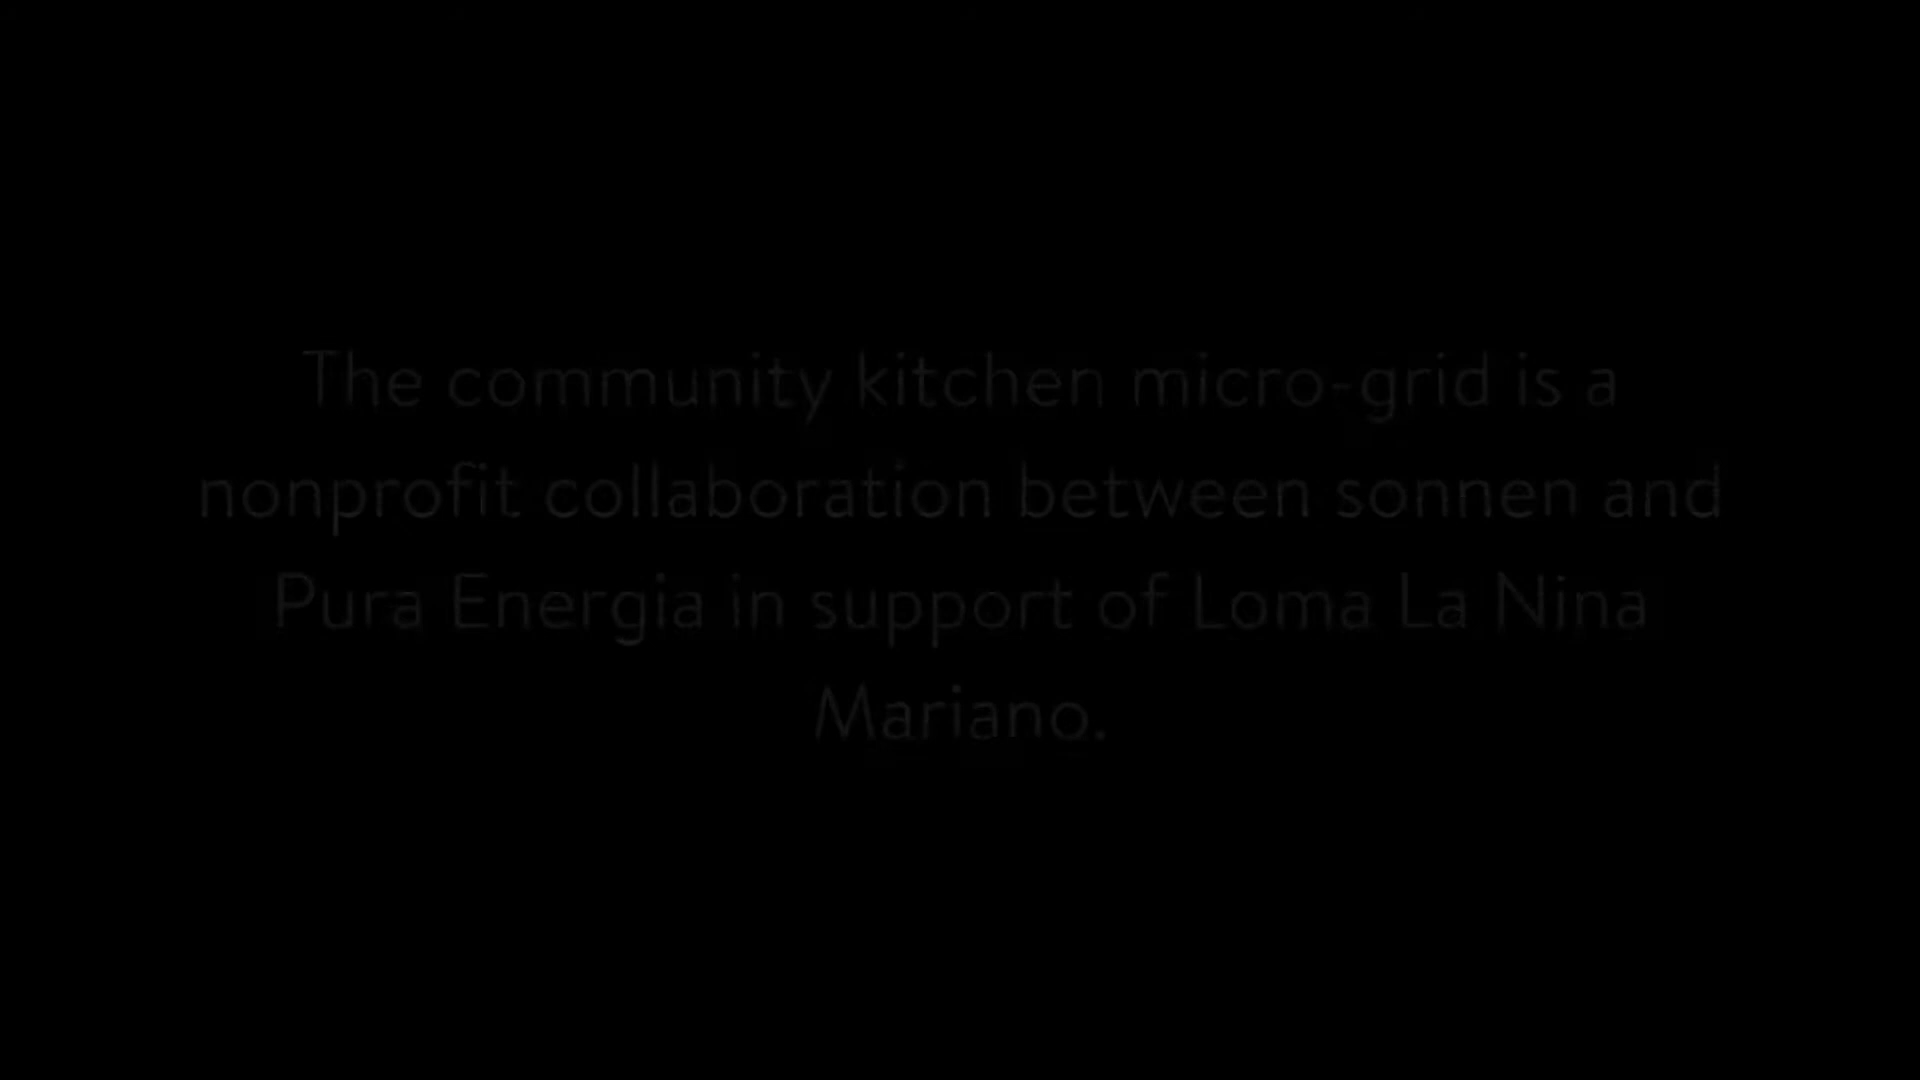 The community kitchen micro-grid is a
nonprofit collaboration between sonnen and
Pura Energia in support of Loma La Nina
Mariano.